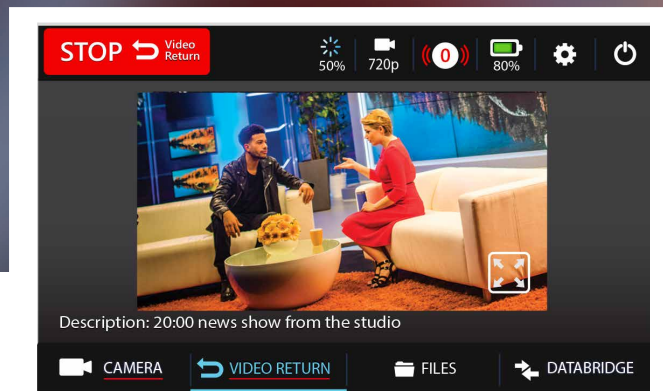 STOP Video Return
50% 720p 0 80%
Description: 20:00 news show from the studio
CAMERA VIDEO RETURN FILES DATABRIDGE